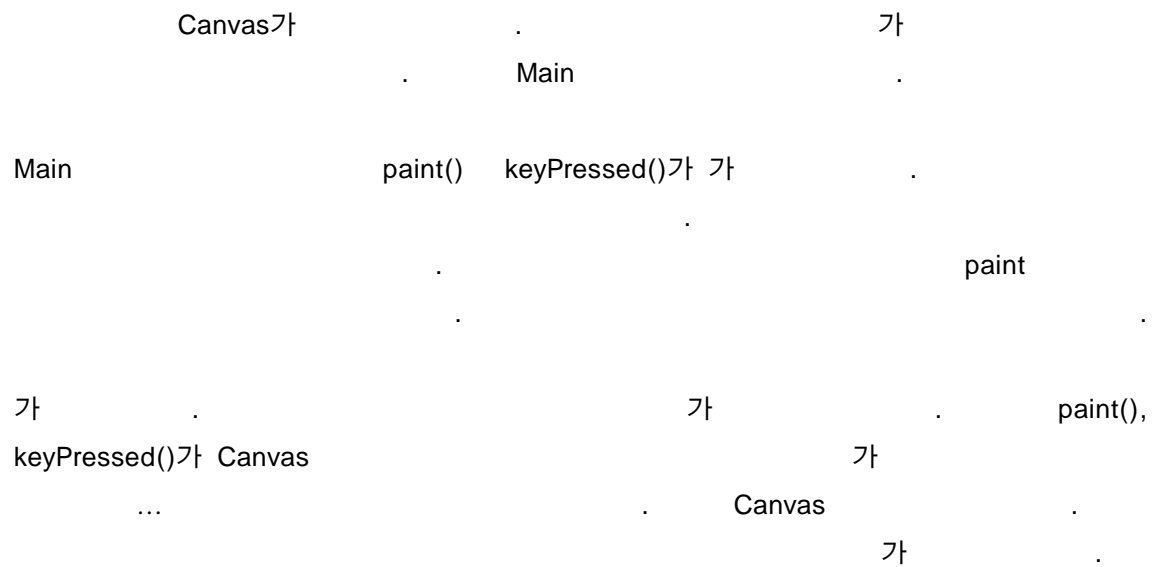 Canvas가 . 가
. Main .
Main paint() keyPressed()가 가 .
.
. paint
. .
가 . 가 . paint(),
keyPressed()가 Canvas 가
… . Canvas .
가 .